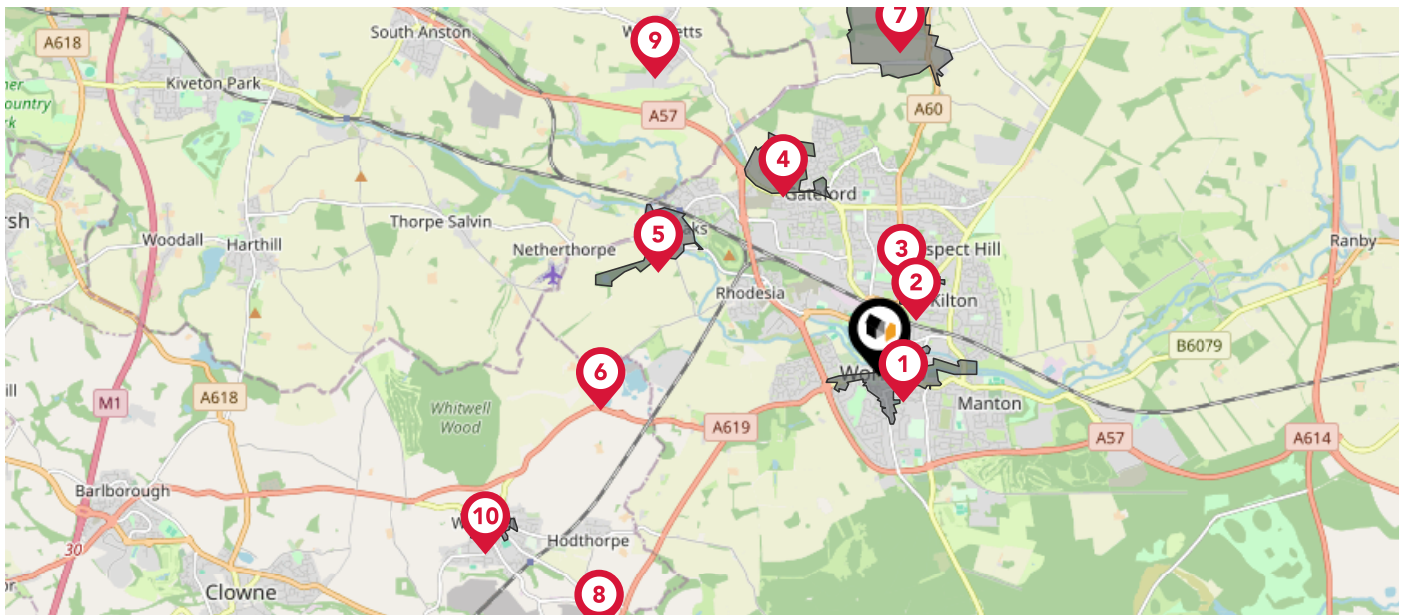 7
South Anston
9
A618
Kiveton Park
A57
A60
4
Gateford
5
Thorpe Salvin
Netherthorpe
Woodall
Harthill
3
2
Kilton
Ranby
Rhodesia
1
B6079
6
M1
A618
Whitwell
Wood
Manton
A619
A57
A614
Barlborough
10
Hodthorpe
30
Clowne
8